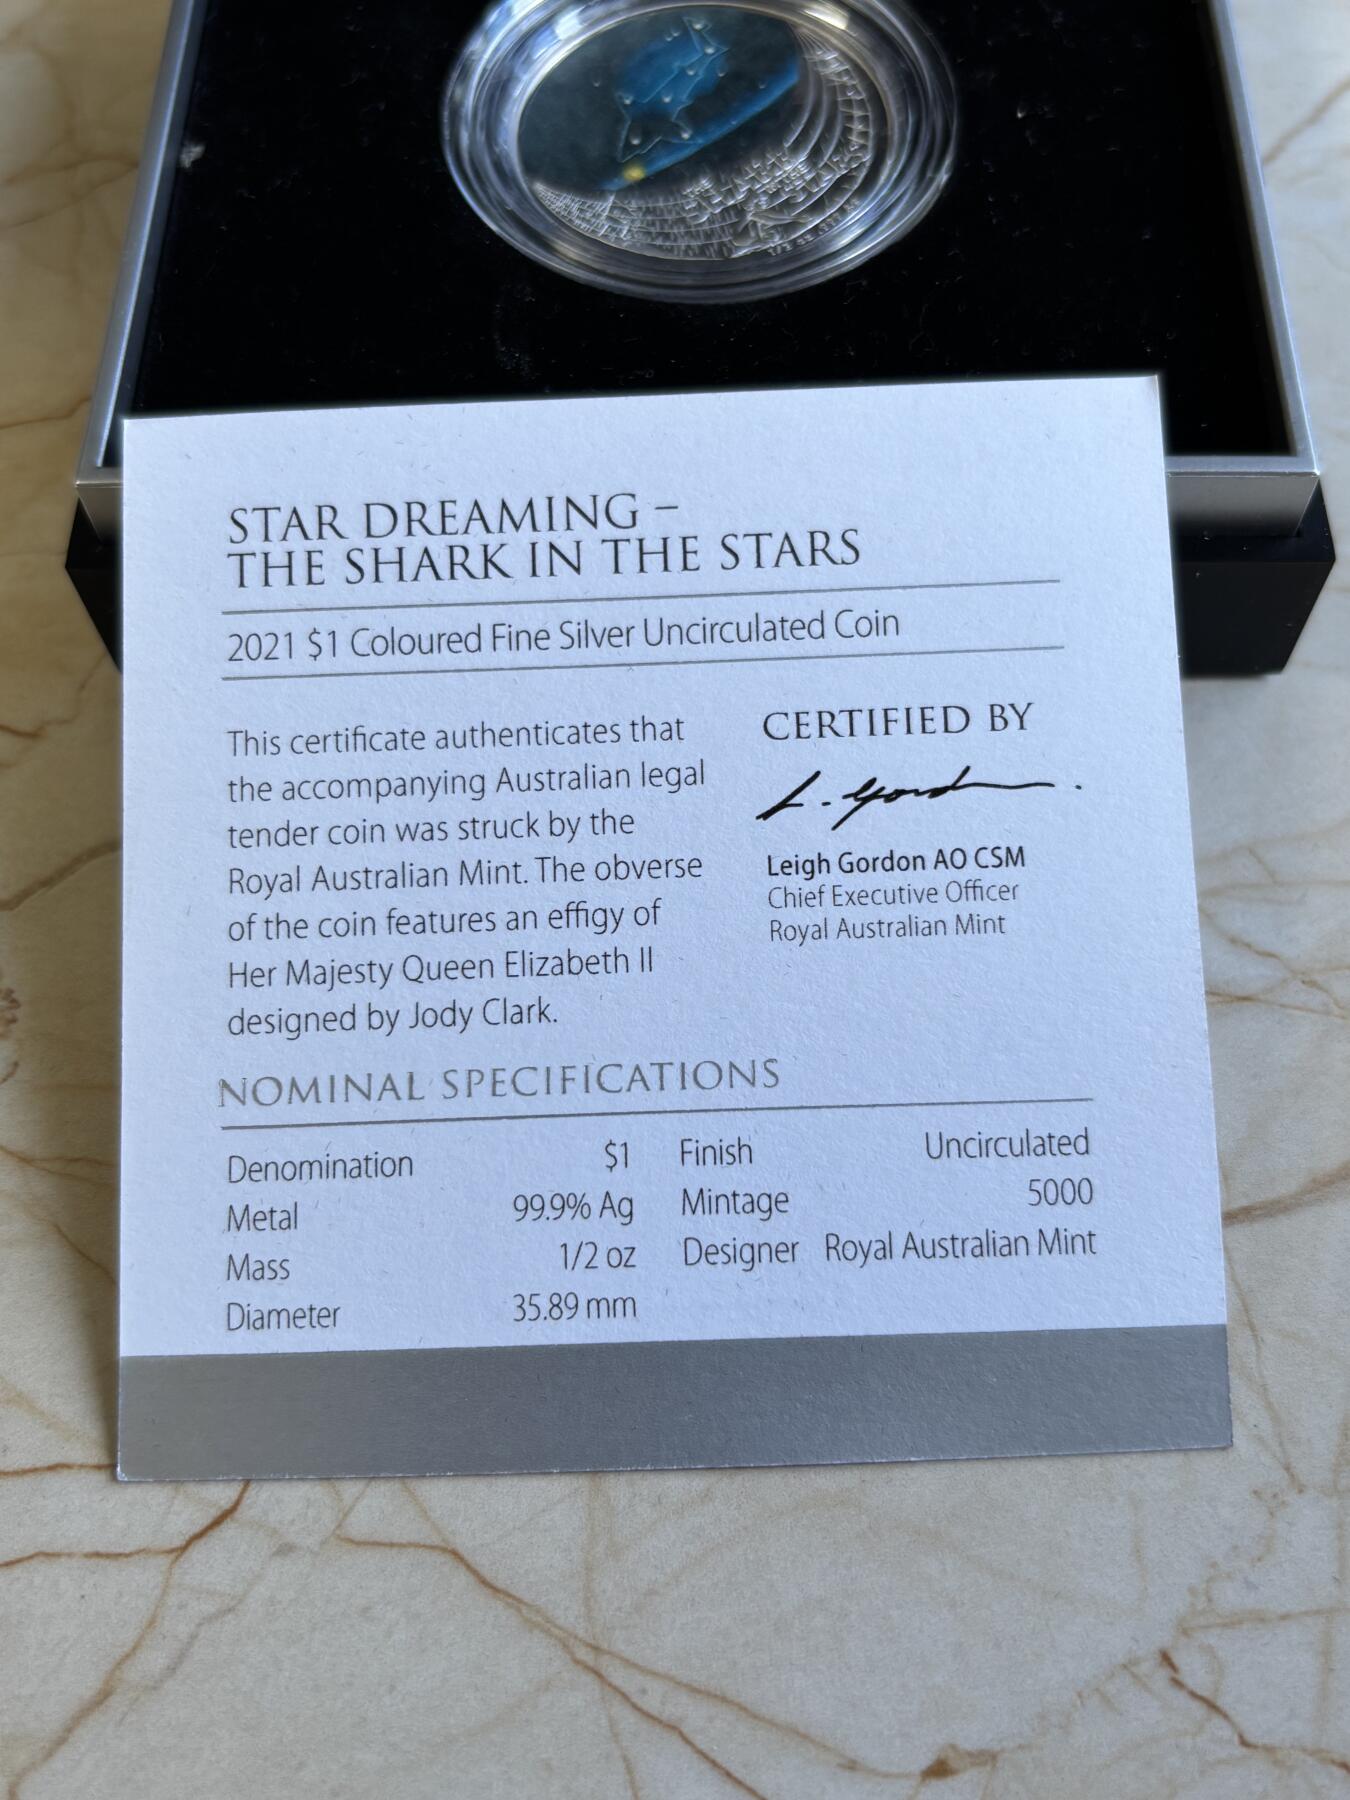 STAR DREAMING –
THE SHARK IN THE STARS
2021 $1 Coloured Fine Silver Uncirculated Coin
This certificate authenticates that
the accompanying Australian legal
tender coin was struck by the
Royal Australian Mint. The obverse
of the coin features an effigy of
Her Majesty Queen Elizabeth II
designed by Jody Clark.
CERTIFIED BY
L. Gordon
Leigh Gordon AO CSM
Chief Executive Officer
Royal Australian Mint
NOMINAL SPECIFICATIONS
Denomination $1
Metal 99.9% Ag
Mass 1/2 oz
Diameter 35.89 mm
Finish Uncirculated
Mintage 5000
Designer Royal Australian Mint